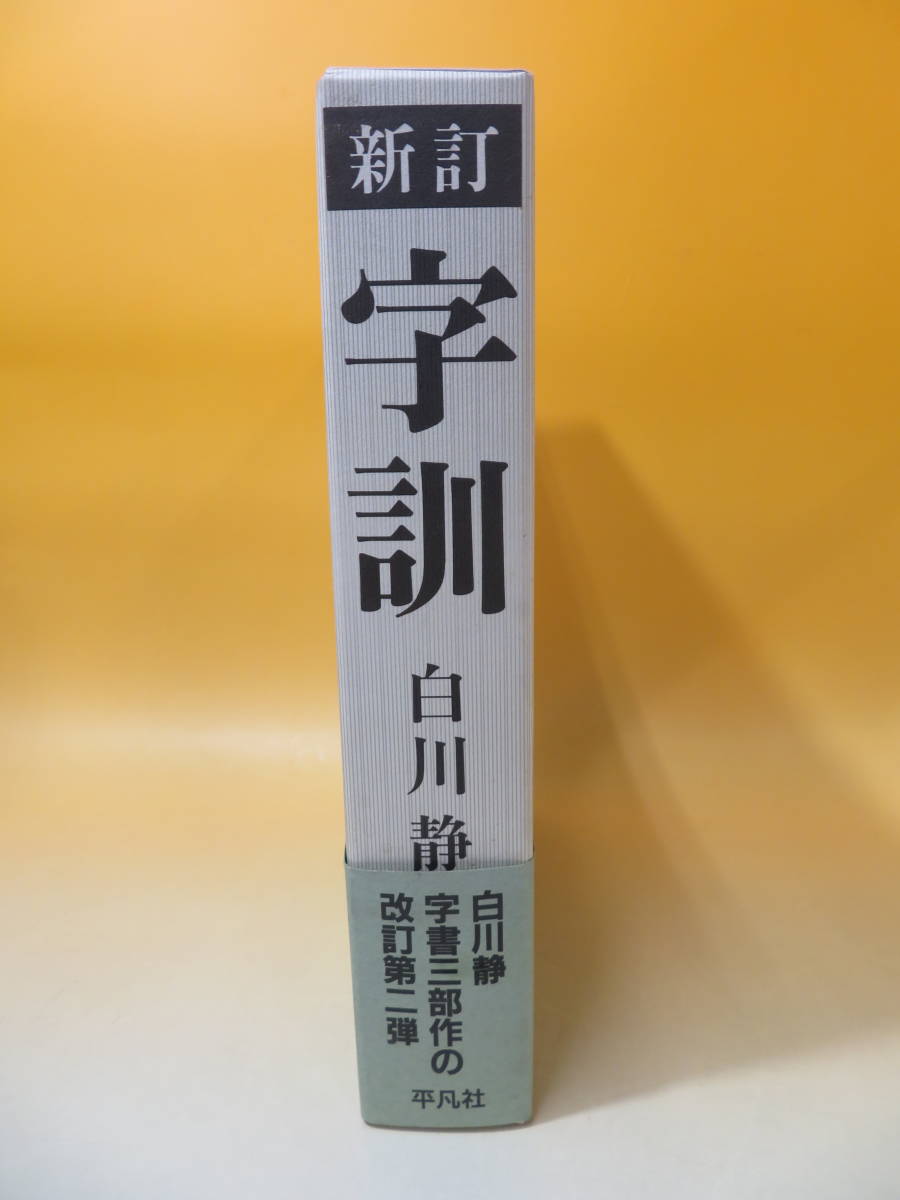 新訂
字訓
白川静
白川静
字書三部作の
改訂第二弾
平凡社